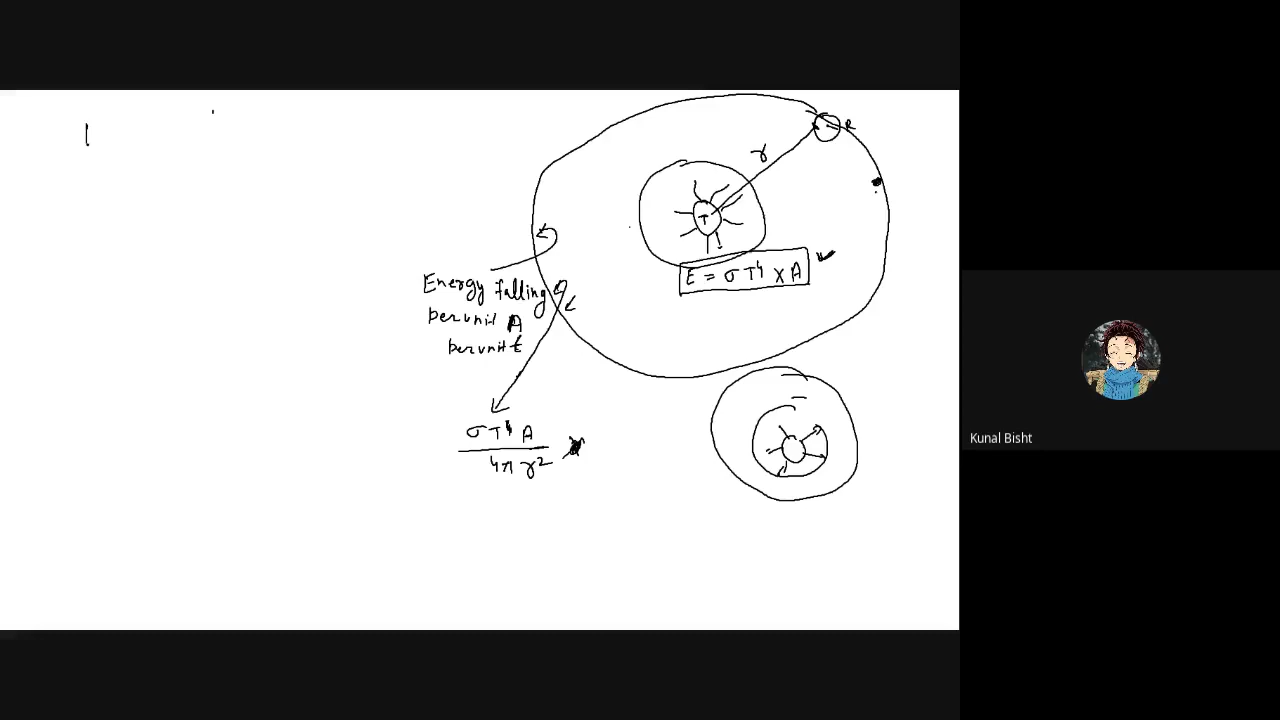 R
r
T
E = σT⁴ × A
Energy falling
per unit A
per unit t
σT⁴A
4πr²
Kunal Bisht